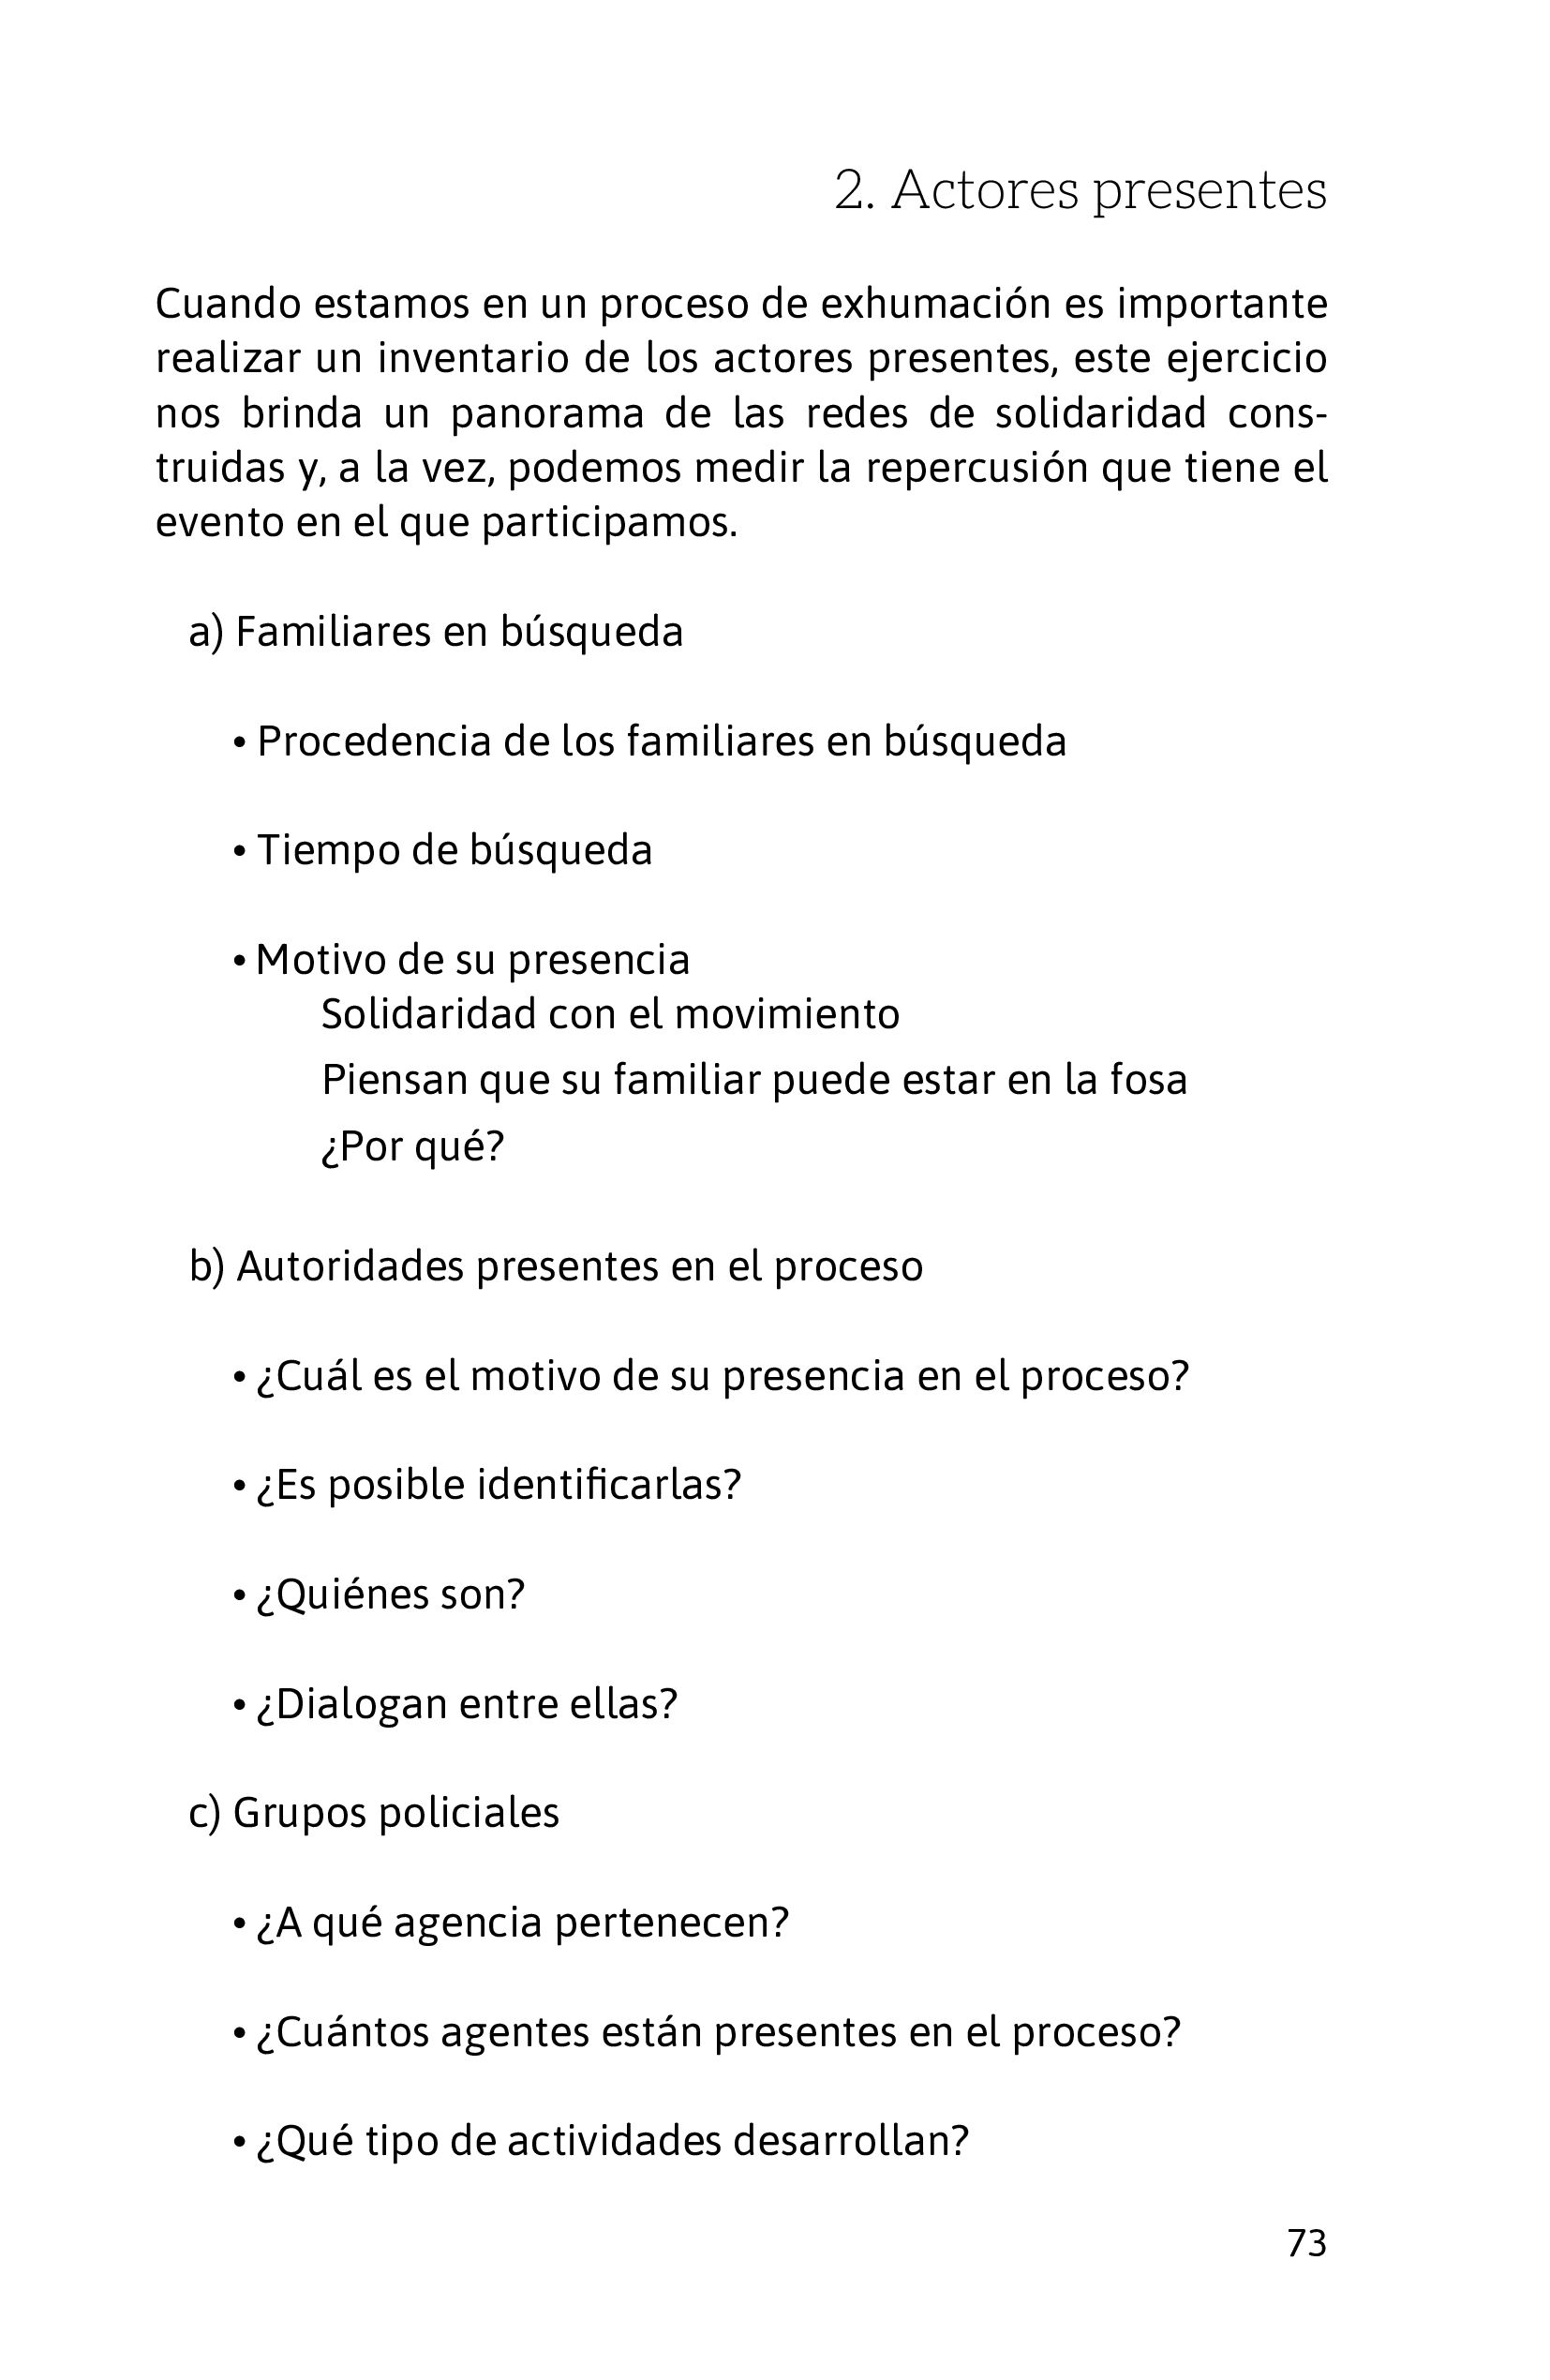 2. Actores presentes
Cuando estamos en un proceso de exhumación es importante
realizar un inventario de los actores presentes, este ejercicio
nos brinda un panorama de las redes de solidaridad cons-
truidas y, a la vez, podemos medir la repercusión que tiene el
evento en el que participamos.
a) Familiares en búsqueda
• Procedencia de los familiares en búsqueda
• Tiempo de búsqueda
• Motivo de su presencia
Solidaridad con el movimiento
Piensan que su familiar puede estar en la fosa
¿Por qué?
b) Autoridades presentes en el proceso
• ¿Cuál es el motivo de su presencia en el proceso?
• ¿Es posible identificarlas?
• ¿Quiénes son?
• ¿Dialogan entre ellas?
c) Grupos policiales
• ¿A qué agencia pertenecen?
• ¿Cuántos agentes están presentes en el proceso?
• ¿Qué tipo de actividades desarrollan?
73